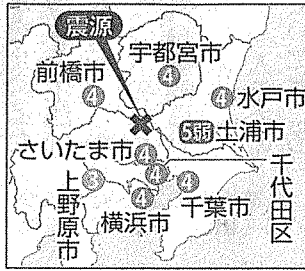 震源
宇都宮市
④
前橋市
④
④水戸市
5弱土浦市
さいたま市④
④
千代田区
上野原市
③
④
横浜市
④
千葉市